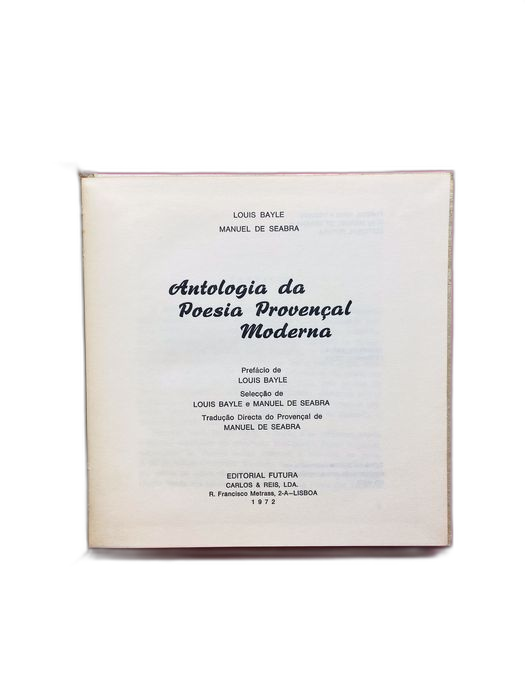 LOUIS BAYLE
MANUEL DE SEABRA
Antologia da
Poesia Provençal
Moderna
Prefácio de
LOUIS BAYLE
Selecção de
LOUIS BAYLE e MANUEL DE SEABRA
Tradução Directa do Provençal de
MANUEL DE SEABRA
EDITORIAL FUTURA
CARLOS & REIS, LDA.
R. Francisco Metrass, 2-A—LISBOA
1972